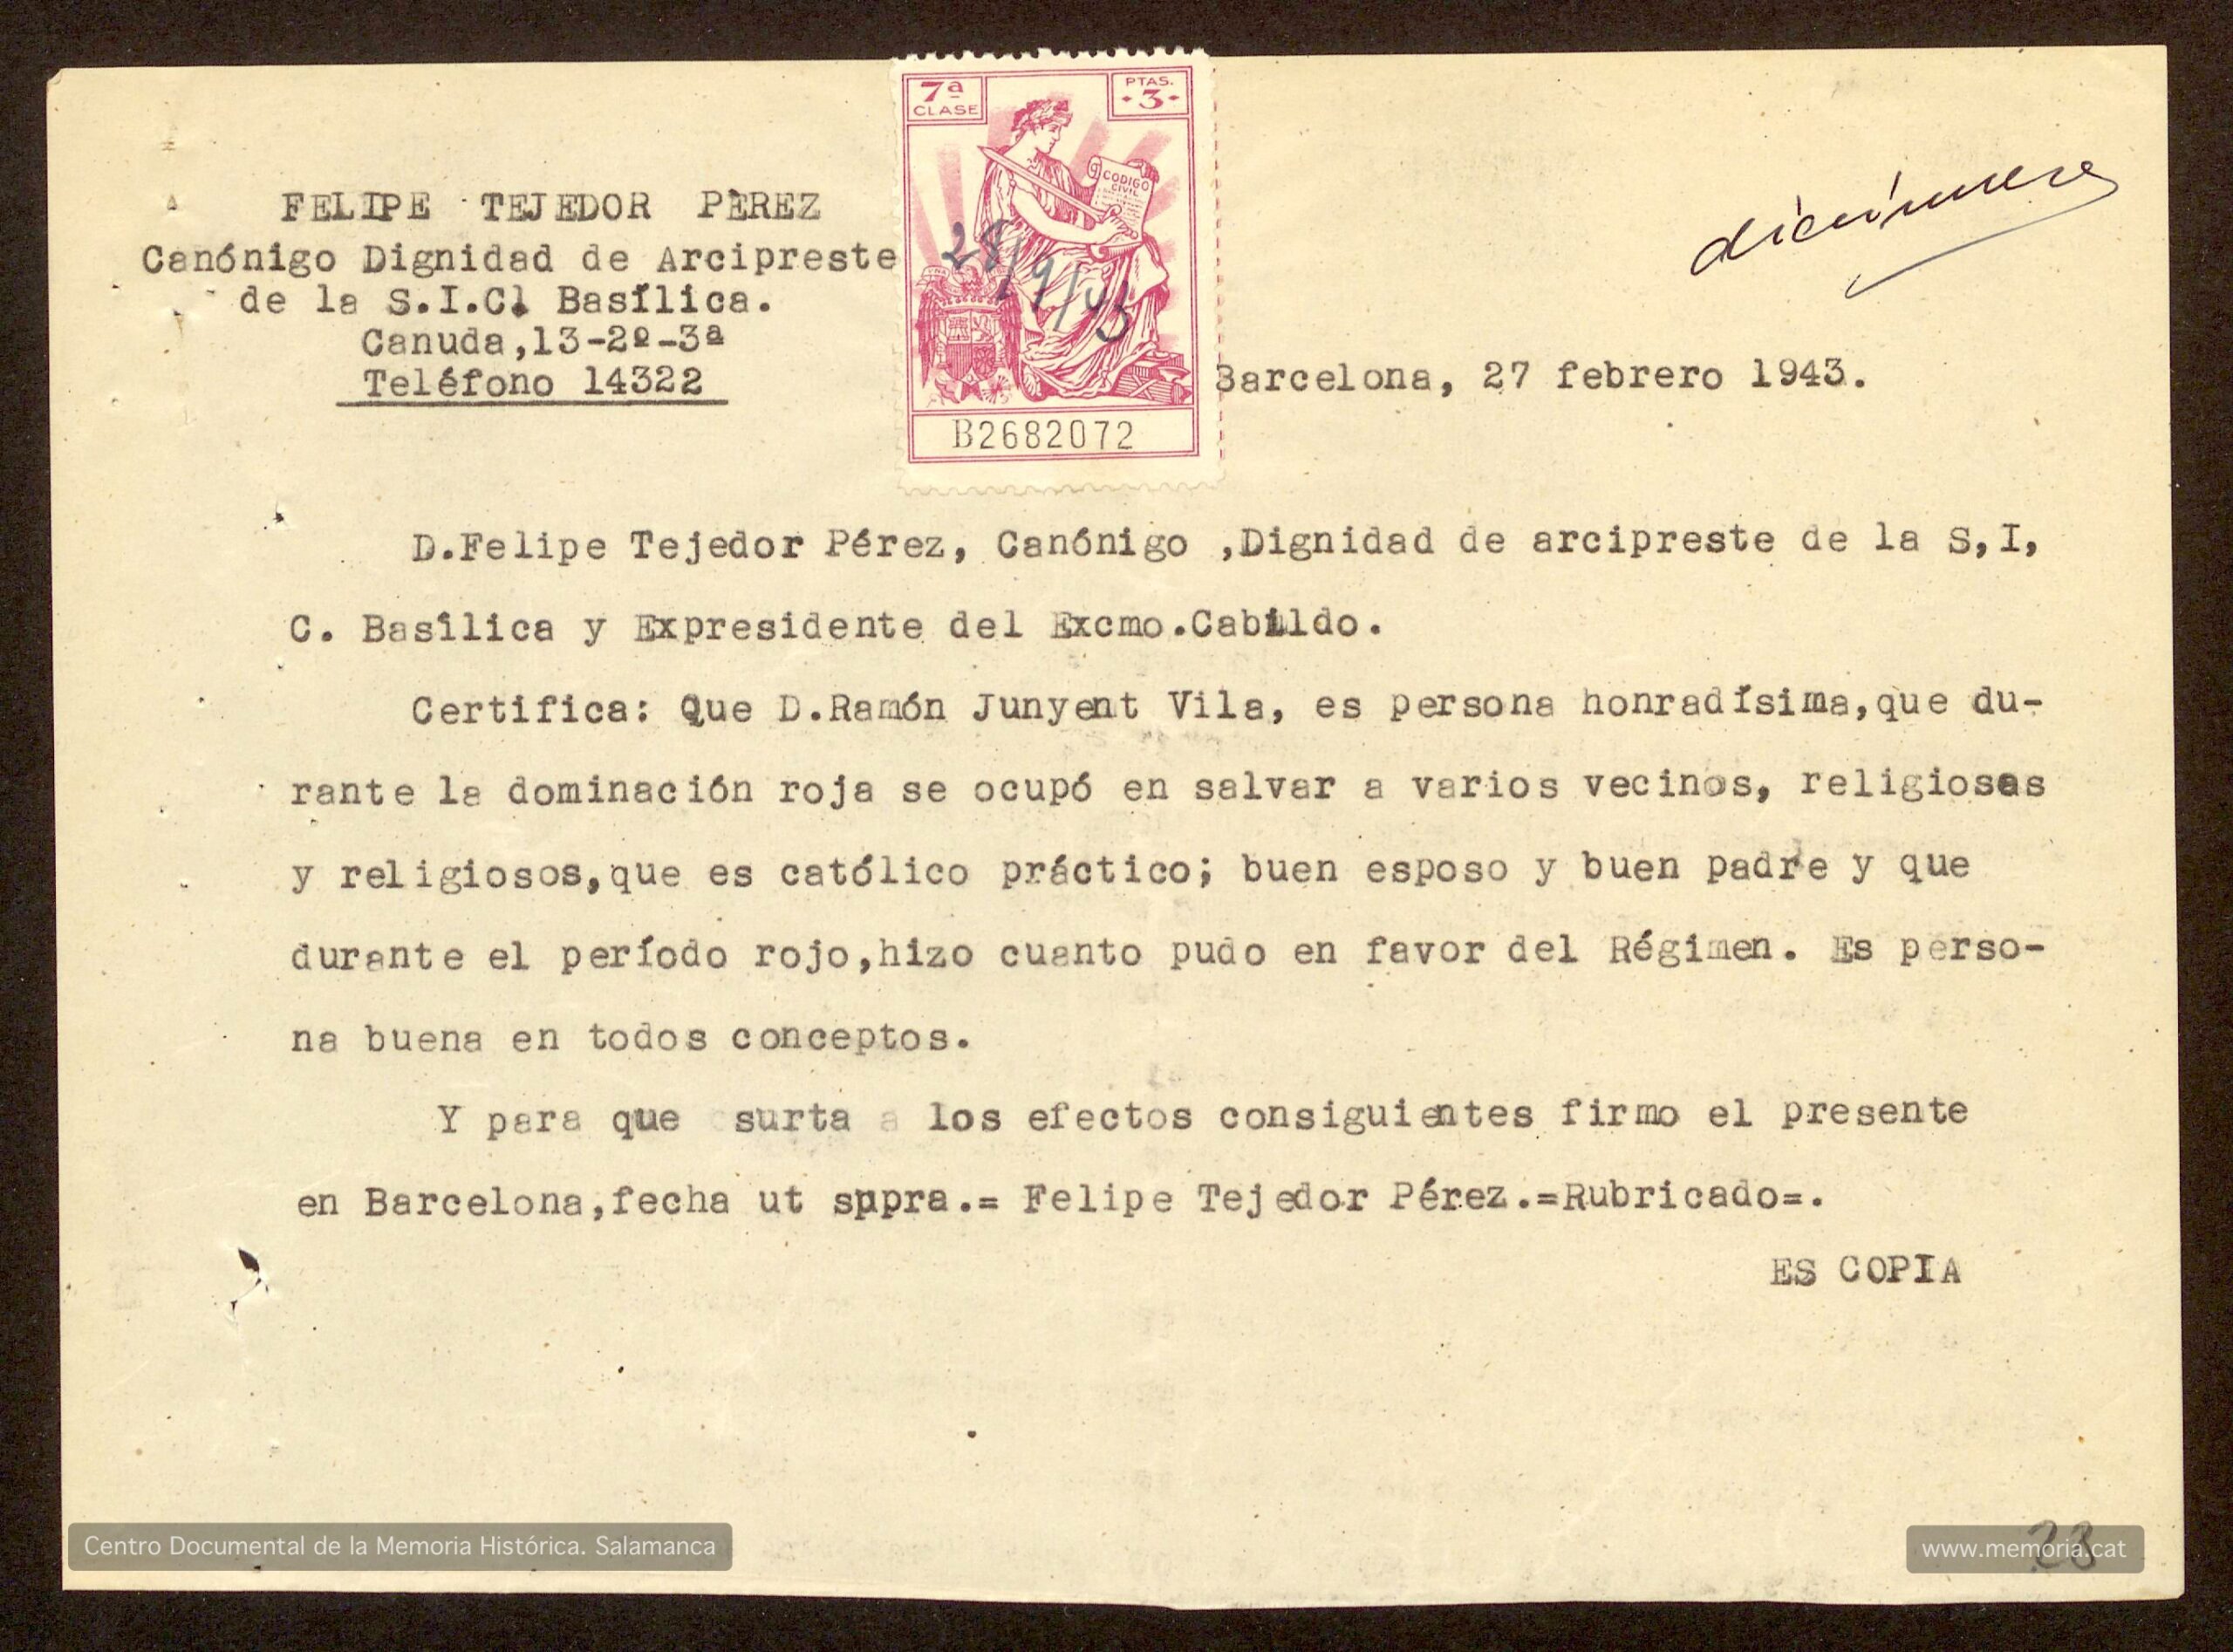 7ª
CLASE
PTAS.
·3·
CODIGO
CIVIL
28/9/43
B2682072
FELIPE TEJEDOR PEREZ
Canónigo Dignidad de Arcipreste
de la S.I.C. Basílica.
Canuda,13-2º-3ª
Teléfono 14322
Barcelona, 27 febrero 1943.
D.Felipe Tejedor Pérez, Canónigo ,Dignidad de arcipreste de la S,I,
C. Basílica y Expresidente del Excmo.Cabildo.
Certifica: Que D.Ramón Junyent Vila, es persona honradísima,que du-
rante la dominación roja se ocupó en salvar a varios vecinos, religiosas
y religiosos,que es católico práctico; buen esposo y buen padre y que
durante el período rojo,hizo cuanto pudo en favor del Régimen. Es perso-
na buena en todos conceptos.
Y para que surta a los efectos consiguientes firmo el presente
en Barcelona,fecha ut supra.= Felipe Tejedor Pérez.=Rubricado=.
ES COPIA
Centro Documental de la Memoria Histórica. Salamanca
www.memoria.cat